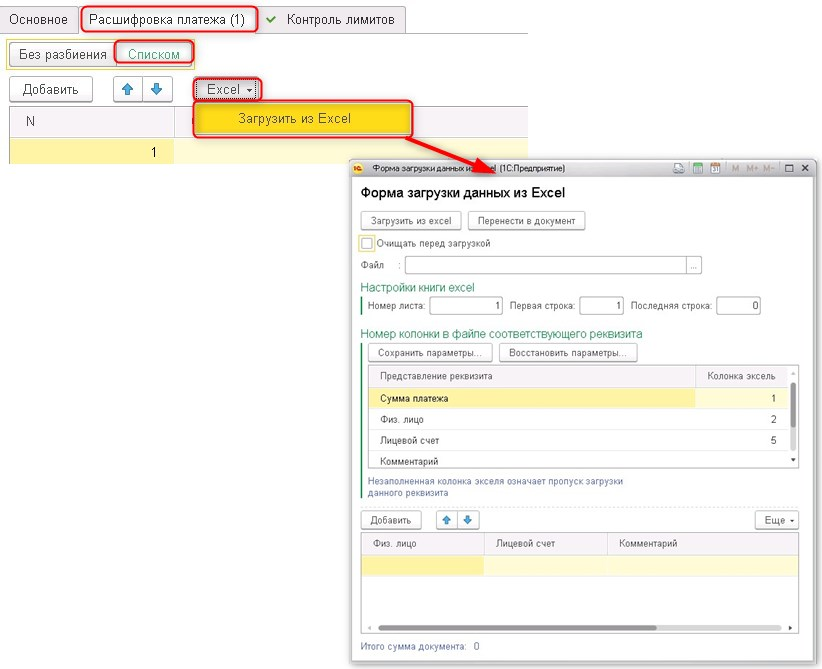 Основное Расшифровка платежа (1) Контроль лимитов
Без разбиения Списком
Добавить Excel
Загрузить из Excel
N
1
Форма загрузки данных из Excel (1С:Предприятие)
M M+ M-
Форма загрузки данных из Excel
Загрузить из excel Перенести в документ
Очищать перед загрузкой
Файл : ...
Настройки книги excel
Номер листа: 1 Первая строка: 1 Последняя строка: 0
Номер колонки в файле соответствующего реквизита
Сохранить параметры... Восстановить параметры...
Представление реквизита Колонка эксель
Сумма платежа 1
Физ. лицо 2
Лицевой счет 5
Комментарий
Незаполненная колонка экселя означает пропуск загрузки
данного реквизита
Добавить Еще
Физ. лицо Лицевой счет Комментарий
Итого сумма документа: 0